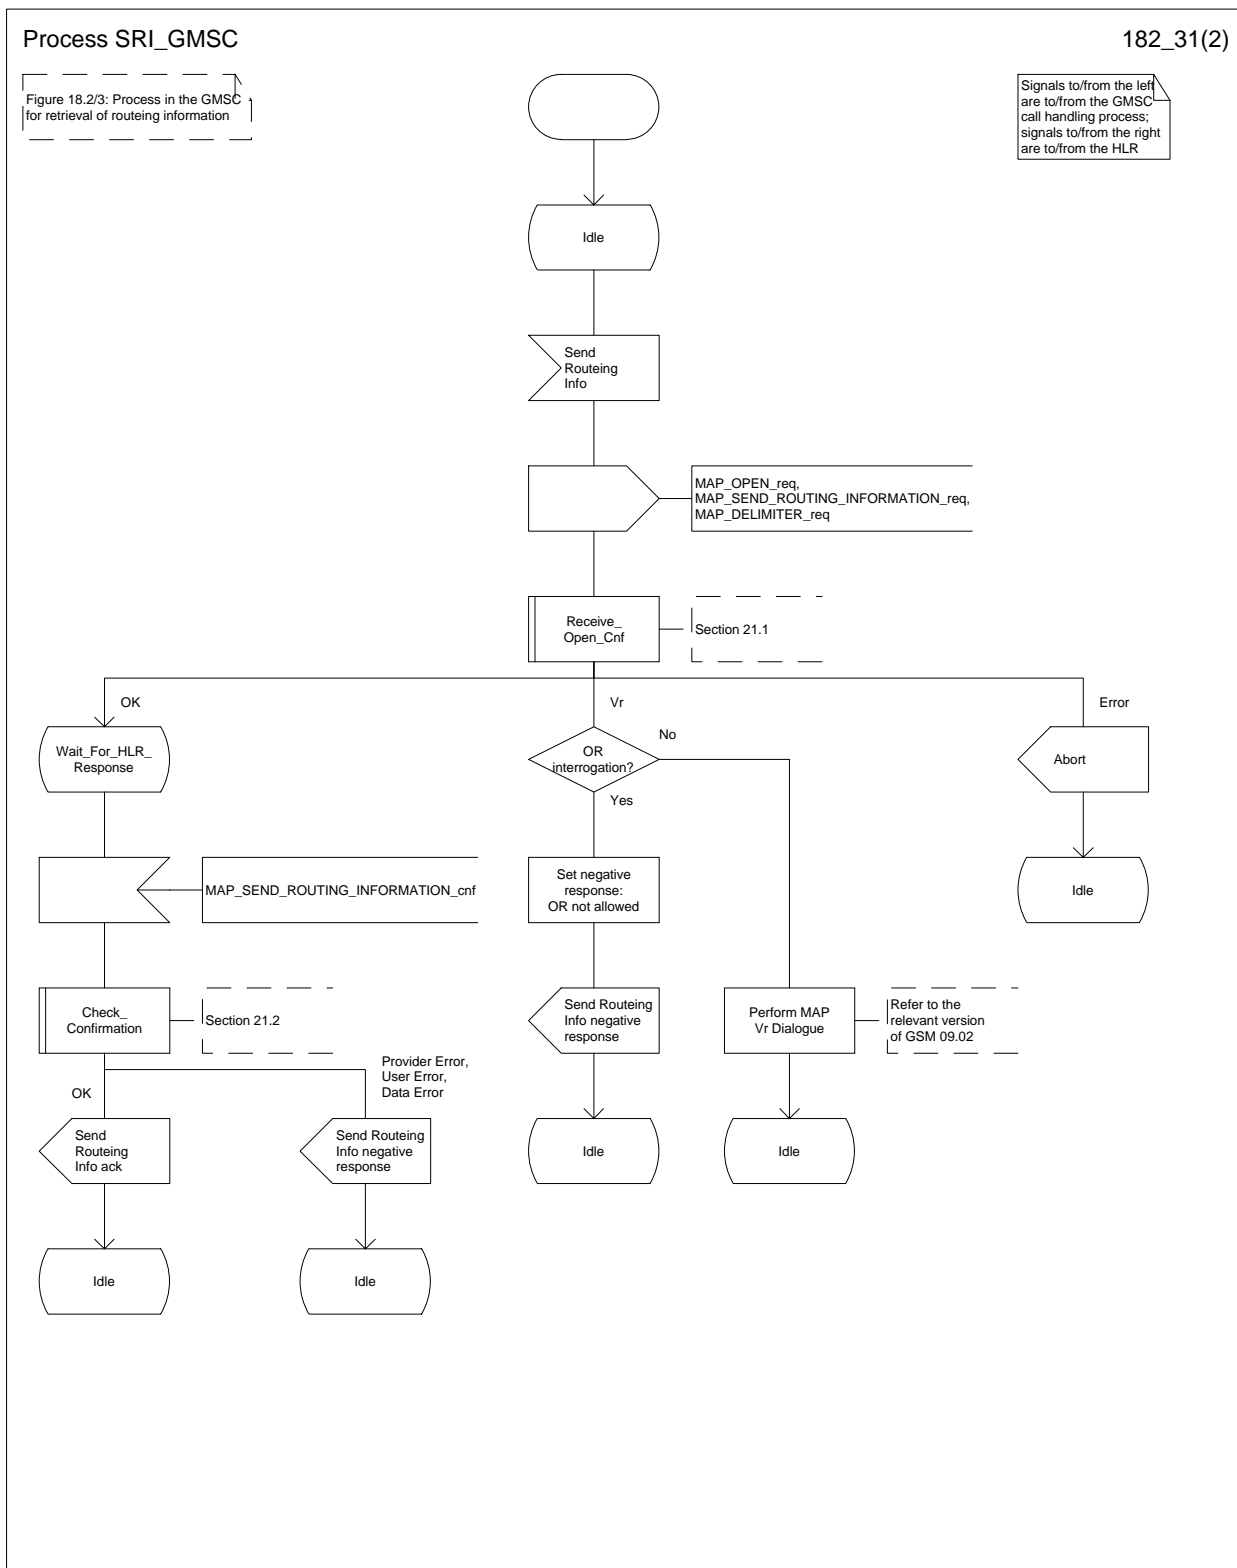 Process SRI_GMSC
182_31(2)
Figure 18.2/3: Process in the GMSC
for retrieval of routeing information
Signals to/from the left
are to/from the GMSC
call handling process;
signals to/from the right
are to/from the HLR
Idle
Send
Routeing
Info
MAP_OPEN_req,
MAP_SEND_ROUTING_INFORMATION_req,
MAP_DELIMITER_req
Receive_
Open_Cnf
Section 21.1
OK
Vr
Error
Wait_For_HLR_
Response
OR
interrogation?
No
Yes
Abort
MAP_SEND_ROUTING_INFORMATION_cnf
Set negative
response:
OR not allowed
Idle
Check_
Confirmation
Section 21.2
Send Routeing
Info negative
response
Perform MAP
Vr Dialogue
Refer to the
relevant version
of GSM 09.02
OK
Provider Error,
User Error,
Data Error
Send
Routeing
Info ack
Send Routeing
Info negative
response
Idle
Idle
Idle
Idle